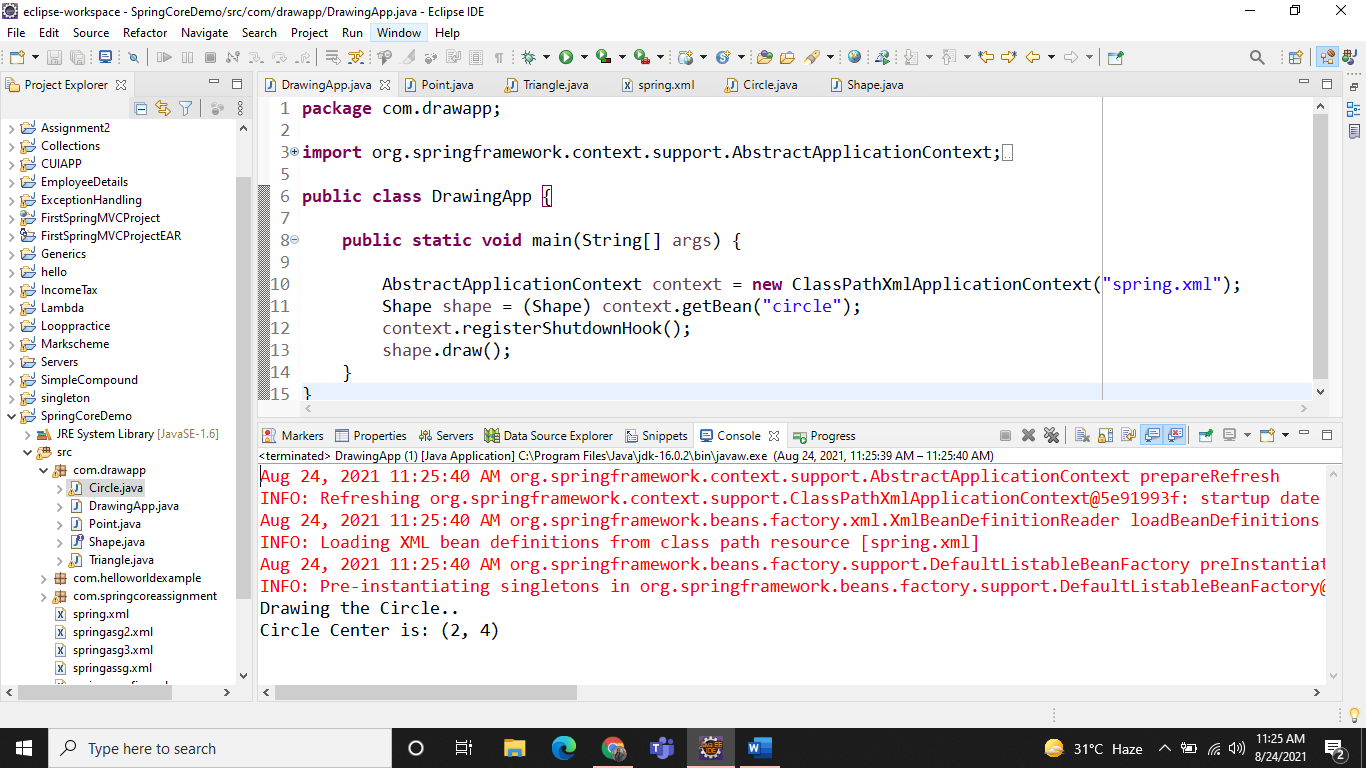 eclipse-workspace - SpringCoreDemo/src/com/drawapp/DrawingApp.java - Eclipse IDE
File Edit Source Refactor Navigate Search Project Run Window Help
Project Explorer
Assignment2
Collections
CUIAPP
EmployeeDetails
ExceptionHandling
FirstSpringMVCProject
FirstSpringMVCProjectEAR
Generics
hello
IncomeTax
Lambda
Looppractice
Markscheme
Servers
SimpleCompound
singleton
SpringCoreDemo
JRE System Library [JavaSE-1.6]
src
com.drawapp
Circle.java
DrawingApp.java
Point.java
Shape.java
Triangle.java
com.helloworldexample
com.springcoreassignment
spring.xml
springasg2.xml
springasg3.xml
springassg.xml
DrawingApp.java Point.java Triangle.java spring.xml Circle.java Shape.java
1 package com.drawapp;
2
3 import org.springframework.context.support.AbstractApplicationContext;
5
6 public class DrawingApp {
7
8 public static void main(String[] args) {
9
10 AbstractApplicationContext context = new ClassPathXmlApplicationContext("spring.xml");
11 Shape shape = (Shape) context.getBean("circle");
12 context.registerShutdownHook();
13 shape.draw();
14 }
15 }
Markers Properties Servers Data Source Explorer Snippets Console Progress
<terminated> DrawingApp (1) [Java Application] C:\Program Files\Java\jdk-16.0.2\bin\javaw.exe (Aug 24, 2021, 11:25:39 AM – 11:25:40 AM)
Aug 24, 2021 11:25:40 AM org.springframework.context.support.AbstractApplicationContext prepareRefresh
INFO: Refreshing org.springframework.context.support.ClassPathXmlApplicationContext@5e91993f: startup date
Aug 24, 2021 11:25:40 AM org.springframework.beans.factory.xml.XmlBeanDefinitionReader loadBeanDefinitions
INFO: Loading XML bean definitions from class path resource [spring.xml]
Aug 24, 2021 11:25:40 AM org.springframework.beans.factory.support.DefaultListableBeanFactory preInstantiat
INFO: Pre-instantiating singletons in org.springframework.beans.factory.support.DefaultListableBeanFactory@
Drawing the Circle..
Circle Center is: (2, 4)
Type here to search
31°C Haze
11:25 AM
8/24/2021
2